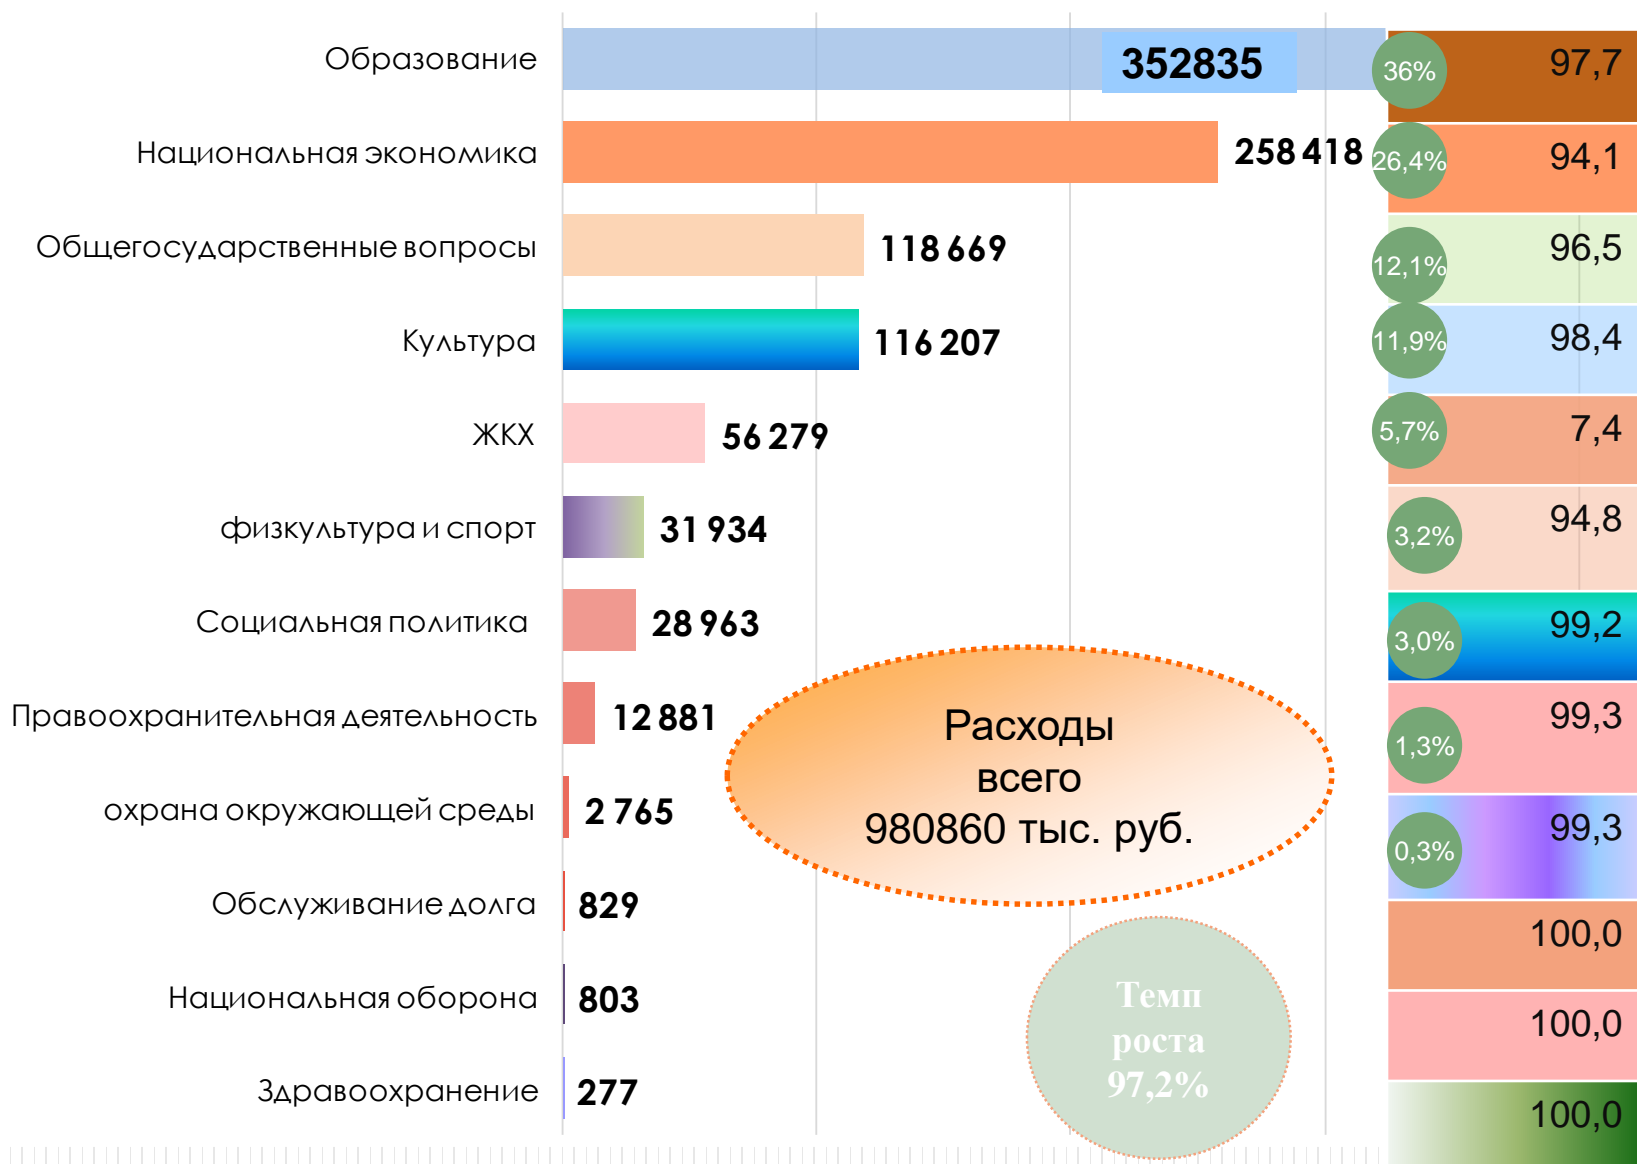 Образование 352835 36% 97,7
Национальная экономика 258 418 26,4% 94,1
Общегосударственные вопросы 118 669 12,1% 96,5
Культура 116 207 11,9% 98,4
ЖКХ 56 279 5,7% 7,4
физкультура и спорт 31 934 3,2% 94,8
Социальная политика 28 963 3,0% 99,2
Правоохранительная деятельность 12 881 1,3% 99,3
охрана окружающей среды 2 765 0,3% 99,3
Обслуживание долга 829 100,0
Национальная оборона 803 100,0
Здравоохранение 277 100,0
Расходы
всего
980860 тыс. руб.
Темп
роста
97,2%